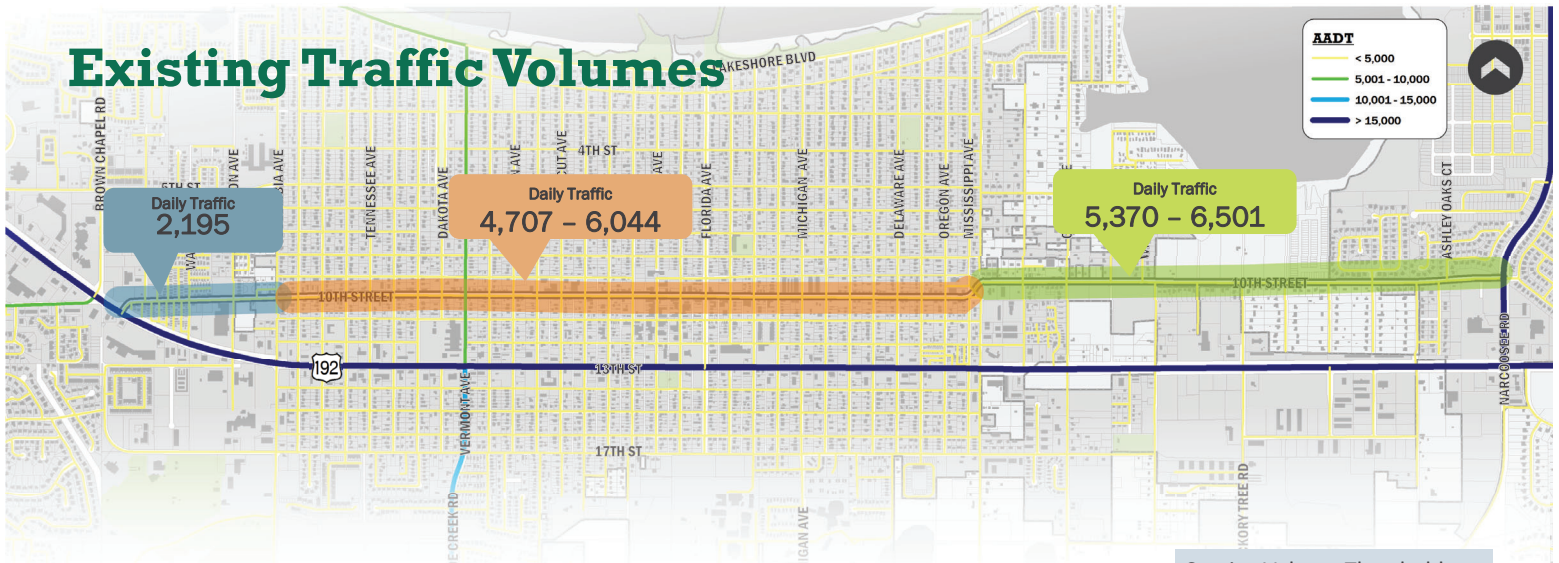 Existing Traffic Volumes
LAKESHORE BLVD
AADT
< 5,000
5,001 - 10,000
10,001 - 15,000
> 15,000
BROWN CHAPEL RD
TENNESSEE AVE
DAKOTA AVE
4TH ST
FLORIDA AVE
MICHIGAN AVE
DELAWARE AVE
OREGON AVE
MISSISSIPPI AVE
ASHLEY OAKS CT
Daily Traffic
2,195
Daily Traffic
4,707 – 6,044
Daily Traffic
5,370 – 6,501
10TH STREET
10TH STREET
192
13TH ST
NARCOOSSEE RD
VERMONT AVE
17TH ST